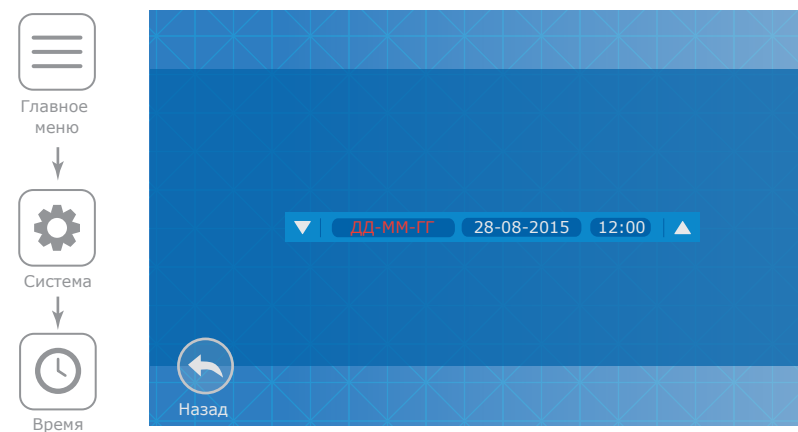 Главное
меню
Система
Время
ДД-ММ-ГГ 28-08-2015 12:00
Назад